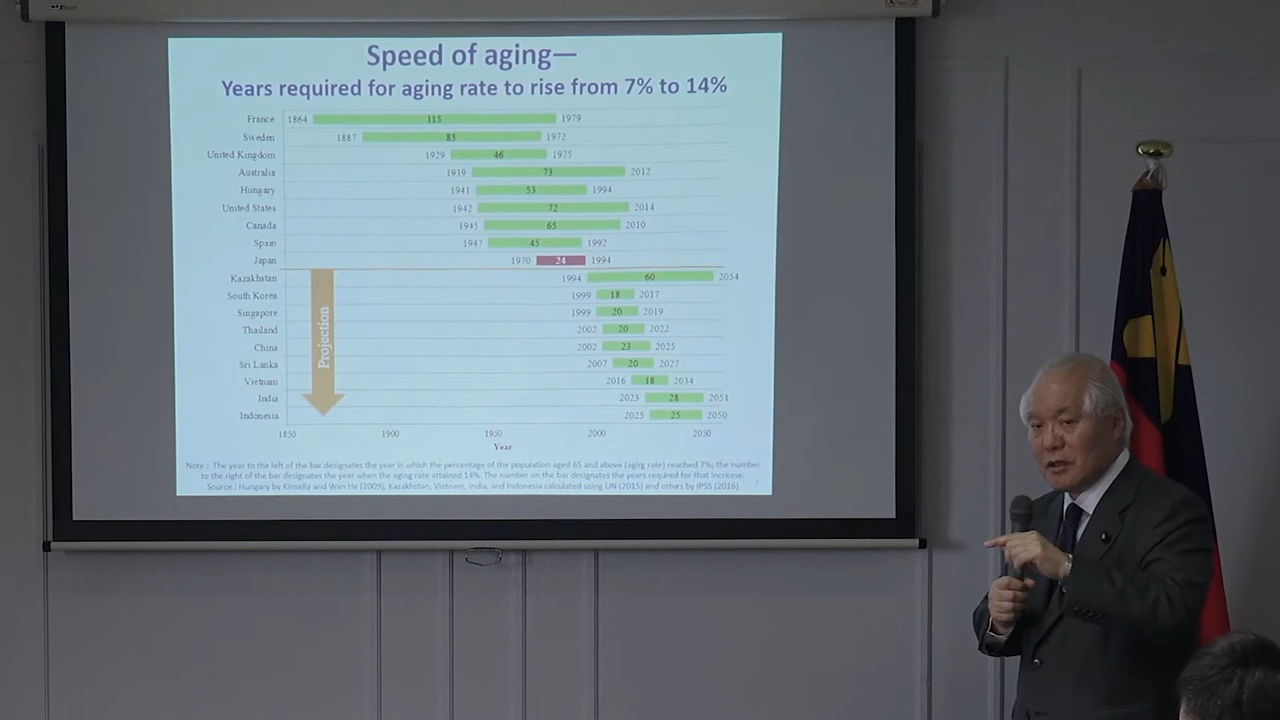 Speed of aging—
Years required for aging rate to rise from 7% to 14%
France 1864 115 1979
Sweden 1887 85 1972
United Kingdom 1929 46 1975
Australia 1939 73 2012
Hungary 1941 53 1994
United States 1942 72 2014
Canada 1945 65 2010
Spain 1947 45 1992
Japan 1970 24 1994
Kazakhstan 1994 60 2054
South Korea 1999 18 2017
Singapore 1999 20 2019
Thailand 2002 20 2022
China 2002 23 2025
Sri Lanka 2007 20 2027
Vietnam 2016 18 2034
India 2023 28 2051
Indonesia 2025 25 2050
Projection
1850 1900 1950 2000 2050
Year
Note : The year to the left of the bar designates the year in which the percentage of the population aged 65 and above (aging rate) reached 7%; the number
to the right of the bar designates the year when the aging rate attained 14%. The number on the bar designates the years required for that increase.
Source : Hungary by Kinsella and Wan He (2009); Kazakhstan, Vietnam, India, and Indonesia calculated using UN (2015) and others by IPSS (2016)